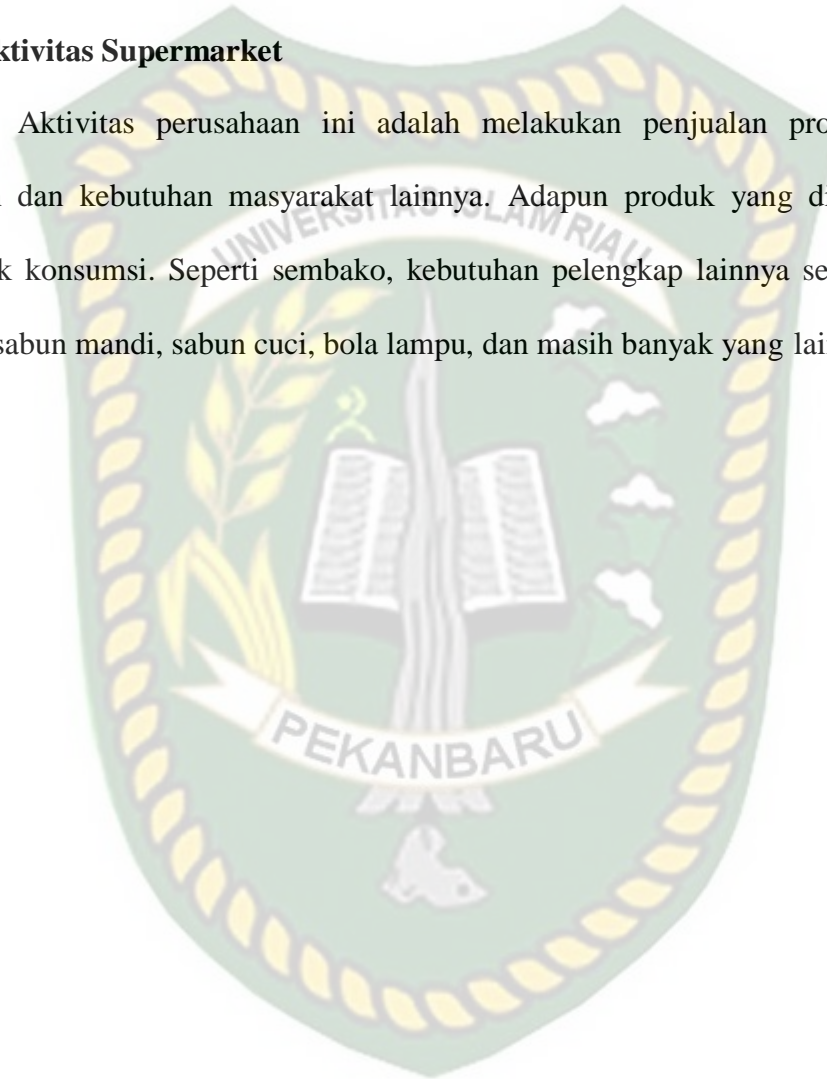 ktivitas Supermarket
Aktivitas perusahaan ini adalah melakukan penjualan pro
dan kebutuhan masyarakat lainnya. Adapun produk yang di
k konsumsi. Seperti sembako, kebutuhan pelengkap lainnya se
sabun mandi, sabun cuci, bola lampu, dan masih banyak yang lain
UNIVERSITAS ISLAM RIAU
PEKANBARU